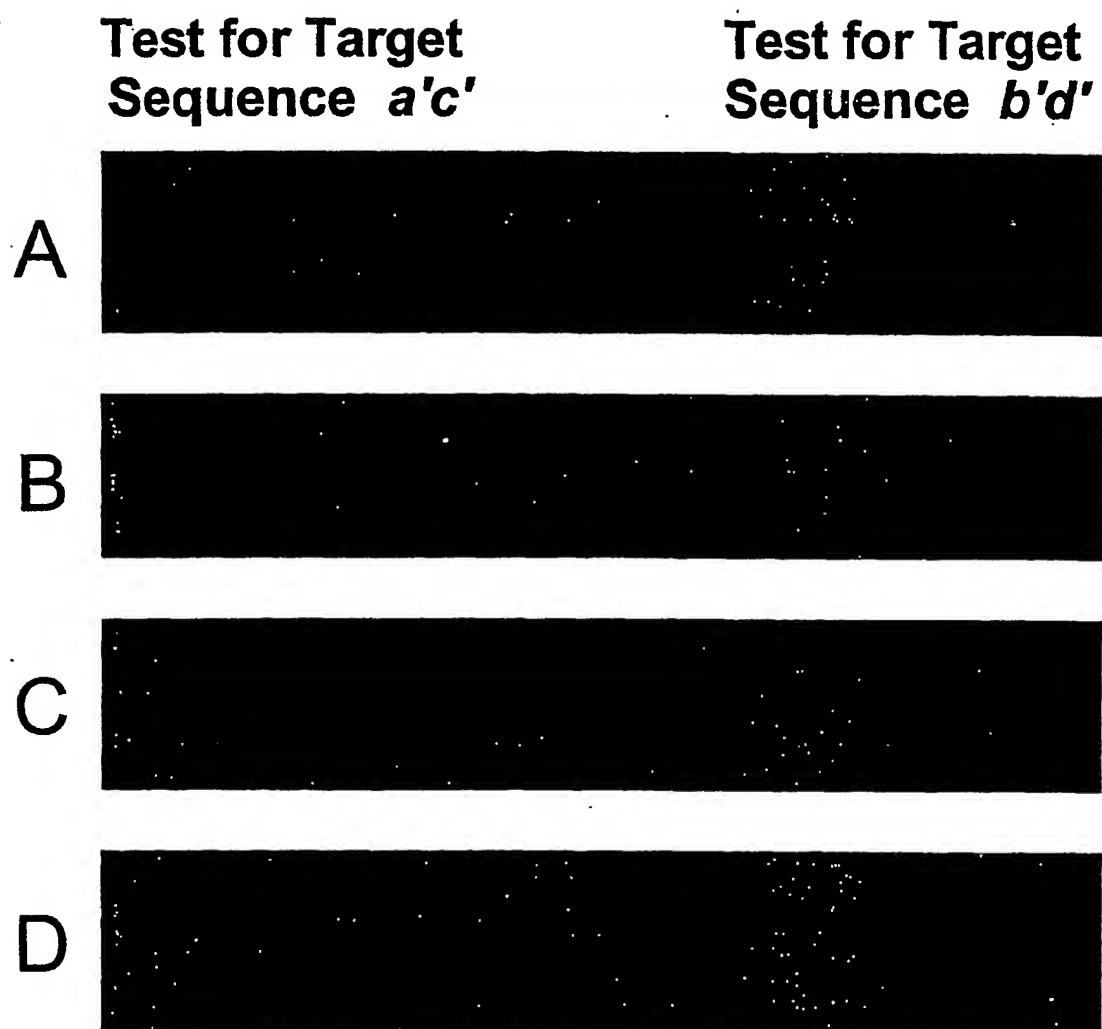 Test for Target
Sequence a'c'
Test for Target
Sequence b'd'
A
B
C
D